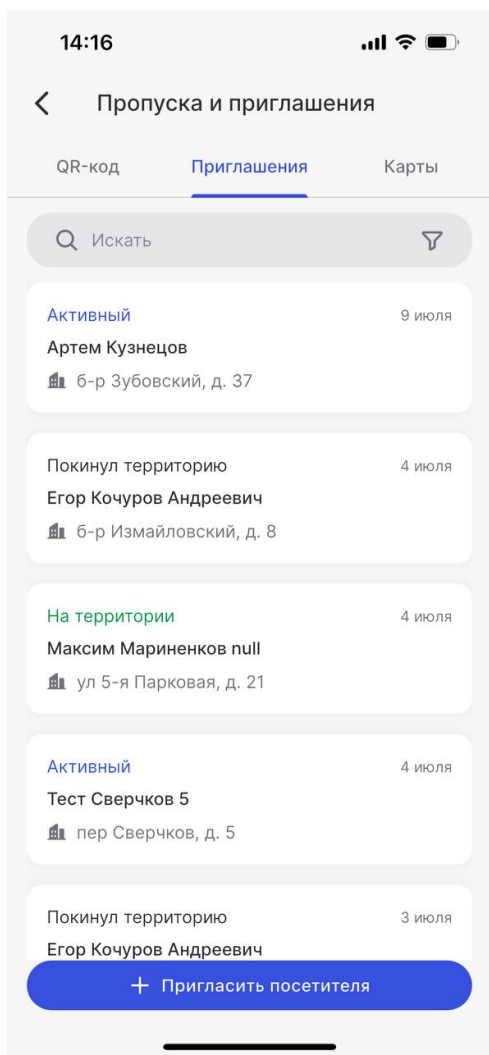 14:16
Пропуска и приглашения
QR-код Приглашения Карты
Искать
Активный 9 июля
Артем Кузнецов
б-р Зубовский, д. 37
Покинул территорию 4 июля
Егор Кочуров Андреевич
б-р Измайловский, д. 8
На территории 4 июля
Максим Мариненков null
ул 5-я Парковая, д. 21
Активный 4 июля
Тест Сверчков 5
пер Сверчков, д. 5
Покинул территорию 3 июля
Егор Кочуров Андреевич
+ Пригласить посетителя